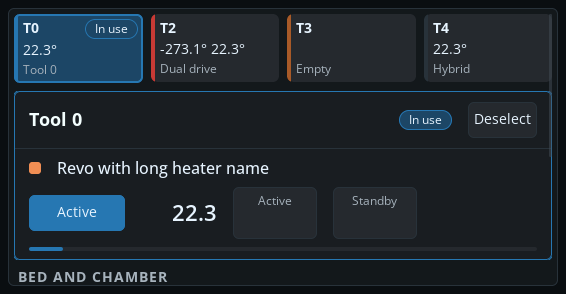 T0 In use
22.3°
Tool 0
T2
-273.1° 22.3°
Dual drive
T3
Empty
T4
22.3°
Hybrid
Tool 0 In use Deselect
Revo with long heater name
Active 22.3 Active Standby
BED AND CHAMBER